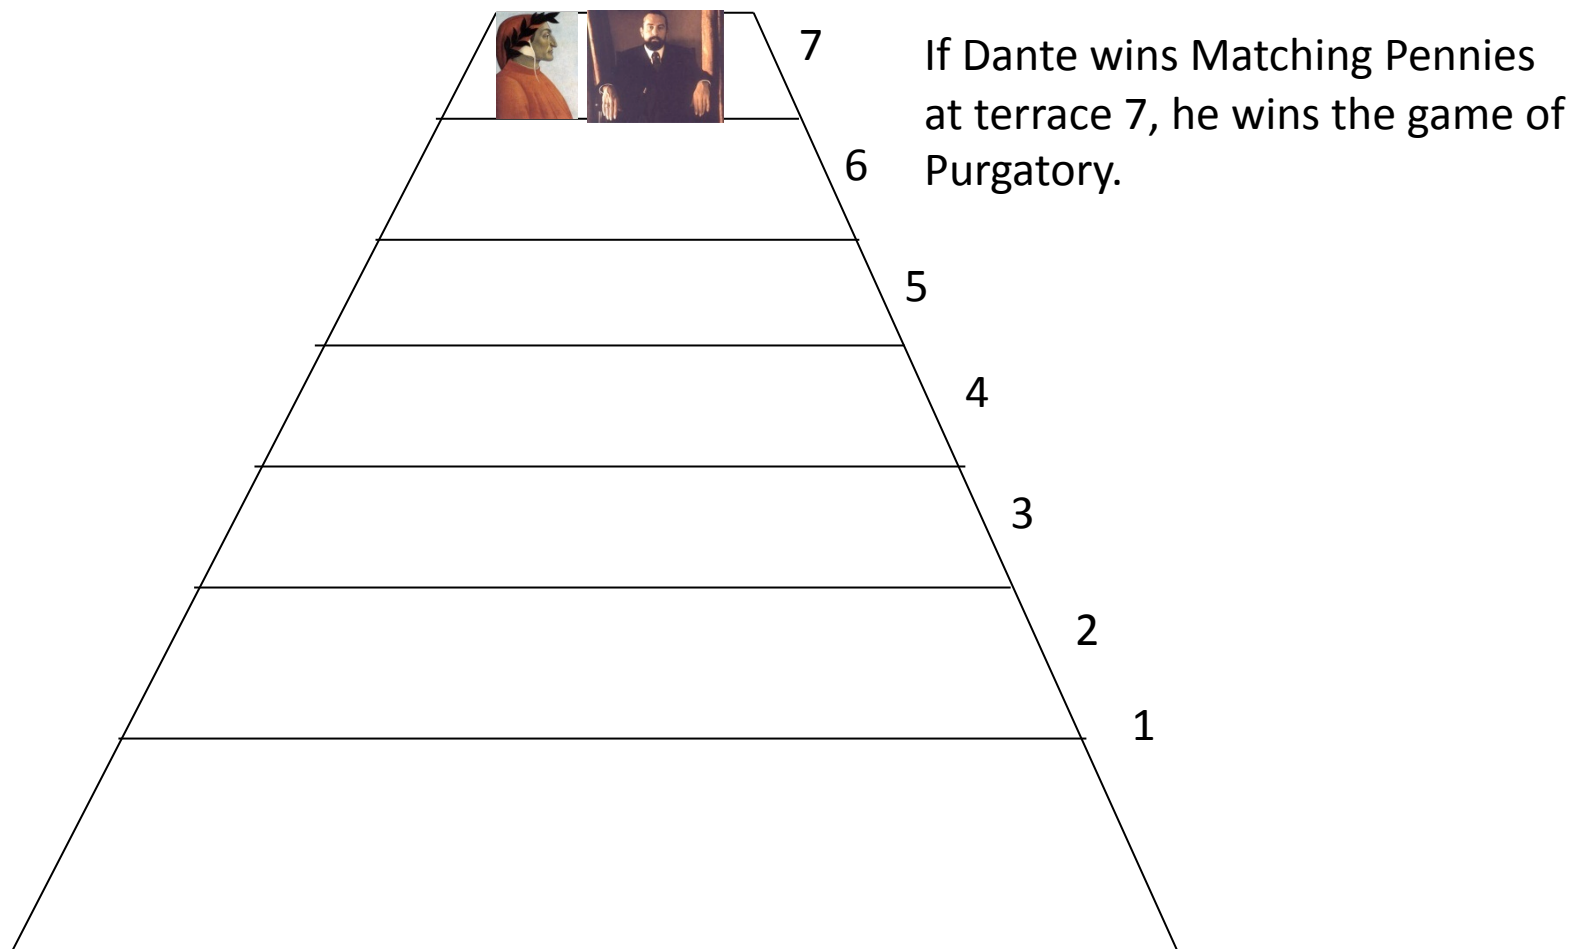 7
If Dante wins Matching Pennies
at terrace 7, he wins the game of
Purgatory.
6
5
4
3
2
1